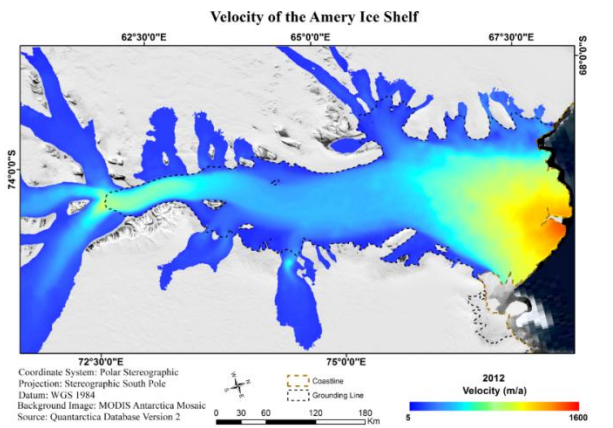 Velocity of the Amery Ice Shelf
62°30'0"E 65°0'0"E 67°30'0"E
68°0'0"S
74°0'0"S
72°30'0"E 75°0'0"E
Coordinate System: Polar Stereographic
Projection: Stereographic South Pole
Datum: WGS 1984
Background Image: MODIS Antarctica Mosaic
Source: Quantarctica Database Version 2
0 30 60 120 180
Km
Coastline
Grounding Line
2012
Velocity (m/a)
5 1600